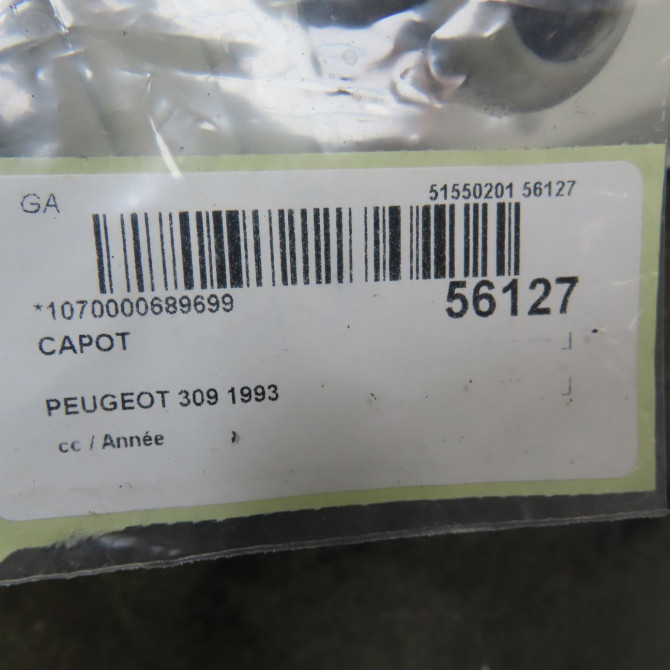 GA
51550201 56127
*1070000689699
56127
CAPOT
PEUGEOT 309 1993
cc / Année